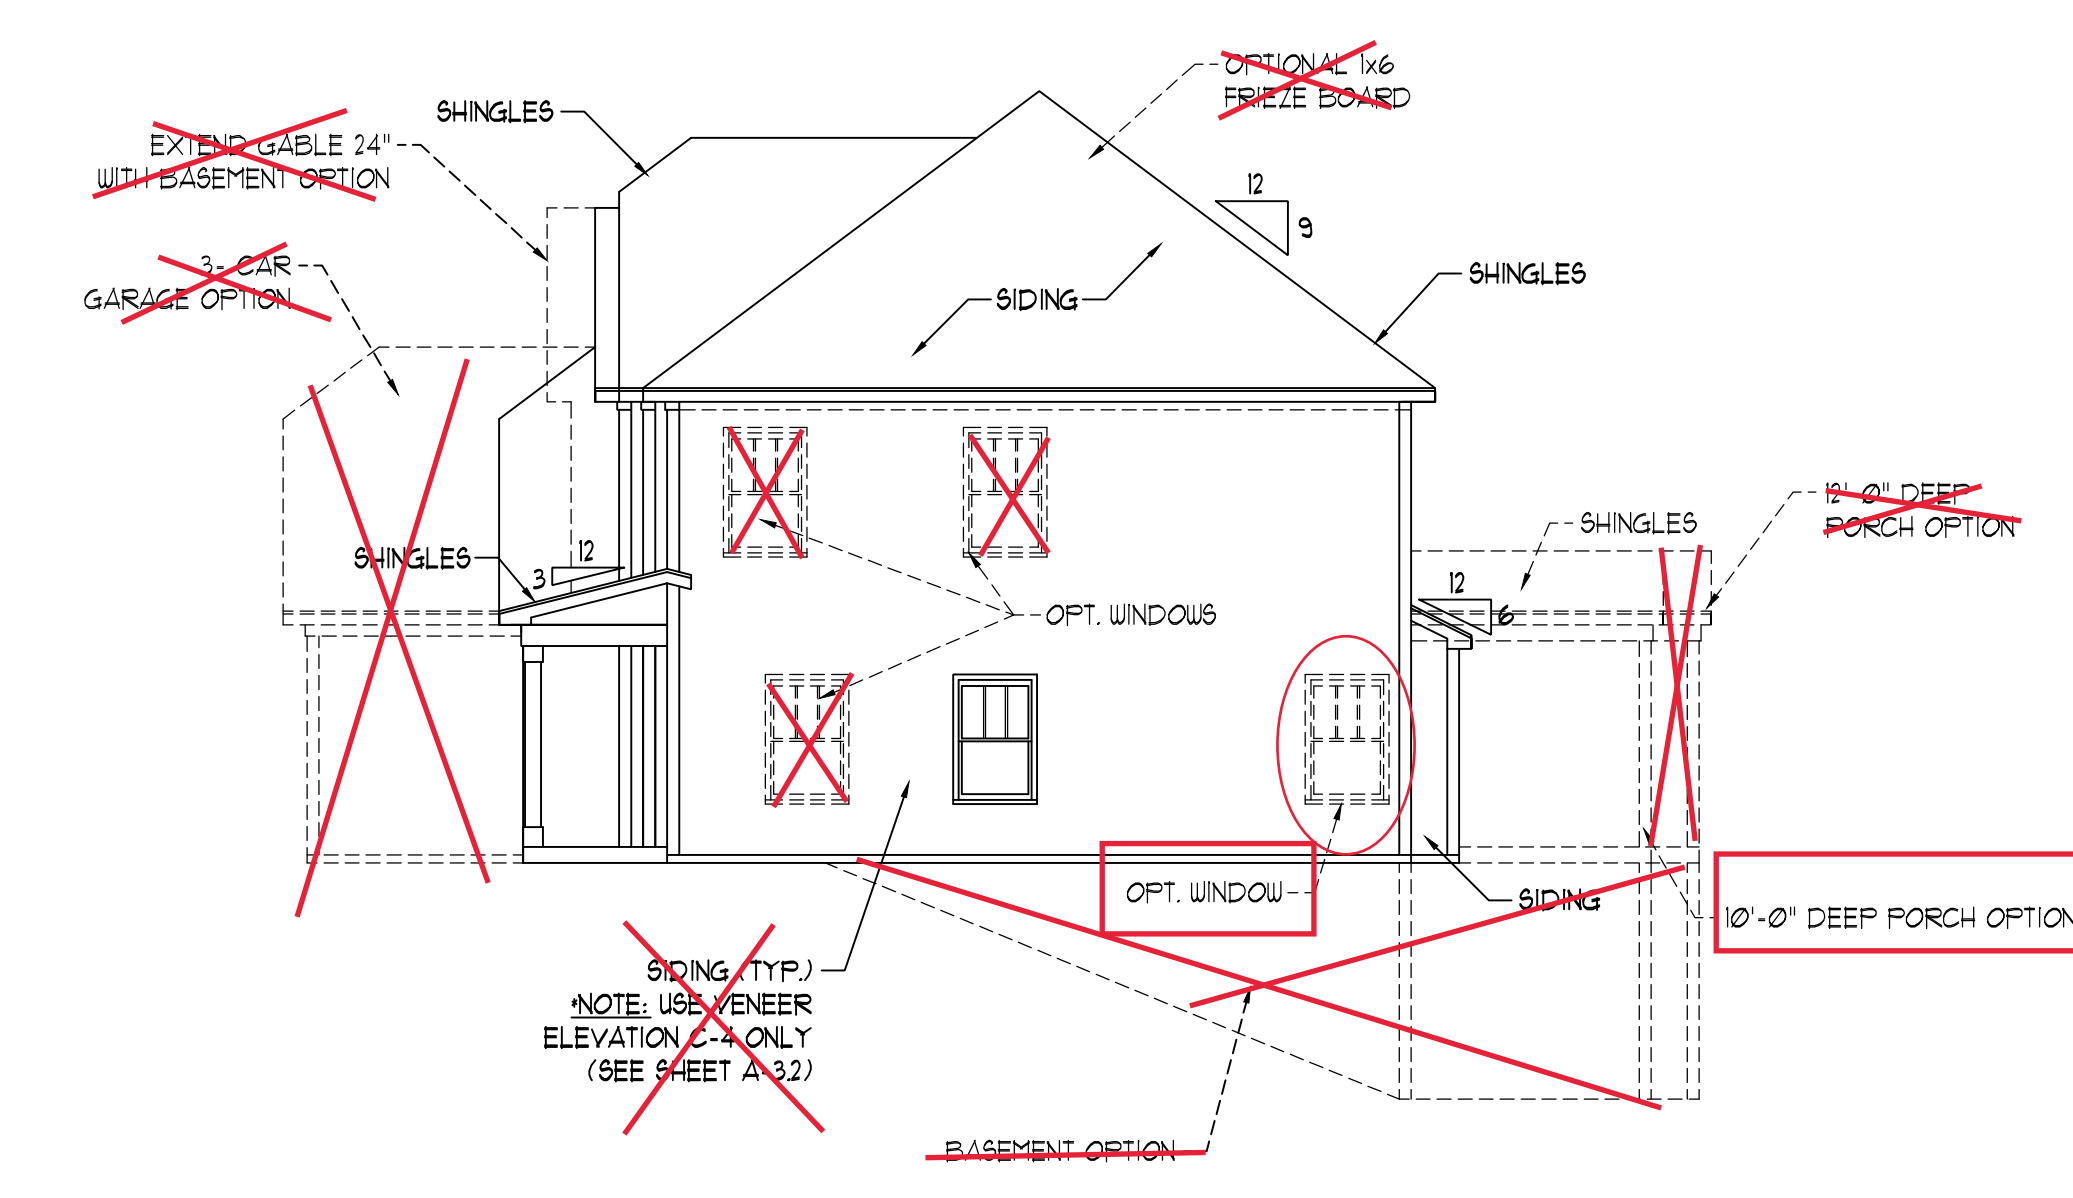 OPTIONAL 1x6
FRIEZE BOARD
SHINGLES
EXTEND GABLE 24"
WITH BASEMENT OPTION
12
9
3- CAR
GARAGE OPTION
SHINGLES
SIDING
12'-0" DEEP
PORCH OPTION
SHINGLES
SHINGLES
12
3
12
6
OPT. WINDOWS
OPT. WINDOW
SIDING
10'-0" DEEP PORCH OPTION
SIDING (TYP.)
*NOTE: USE VENEER
ELEVATION C-4 ONLY
(SEE SHEET A-3.2)
BASEMENT OPTION